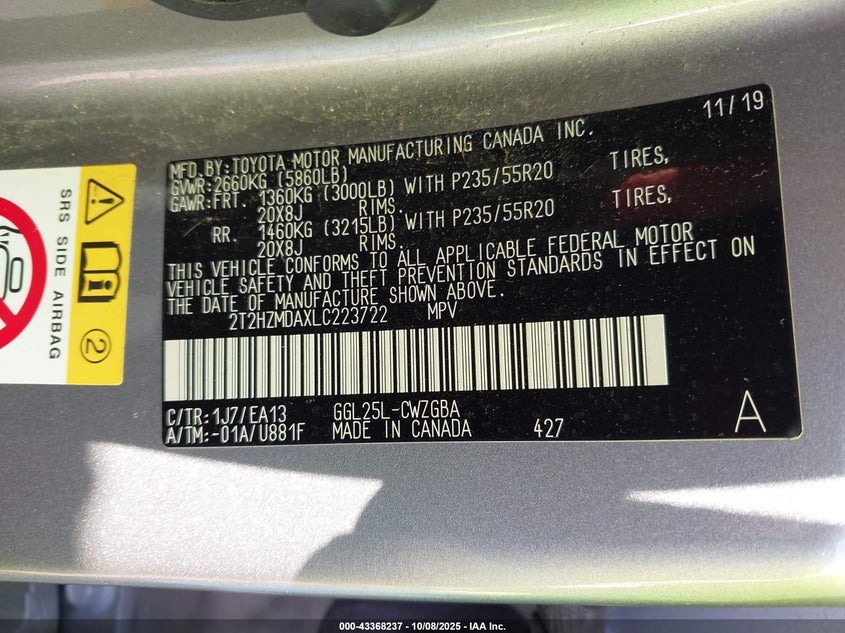 11/19
MFD.BY:TOYOTA MOTOR MANUFACTURING CANADA INC.
GVWR:2660KG (5860LB)
GAWR:FRT. 1360KG (3000LB) WITH P235/55R20 TIRES,
20X8J RIMS.
RR. 1460KG (3215LB) WITH P235/55R20 TIRES,
20X8J RIMS.
THIS VEHICLE CONFORMS TO ALL APPLICABLE FEDERAL MOTOR
VEHICLE SAFETY AND THEFT PREVENTION STANDARDS IN EFFECT ON
THE DATE OF MANUFACTURE SHOWN ABOVE.
2T2HZMDAXLC223722 MPV
C/TR:1J7/EA13 GGL25L-CWZGBA
A/TM:-01A/U881F MADE IN CANADA 427 A
SRS SIDE AIRBAG
2
000-43368237 - 10/08/2025 - IAA Inc.